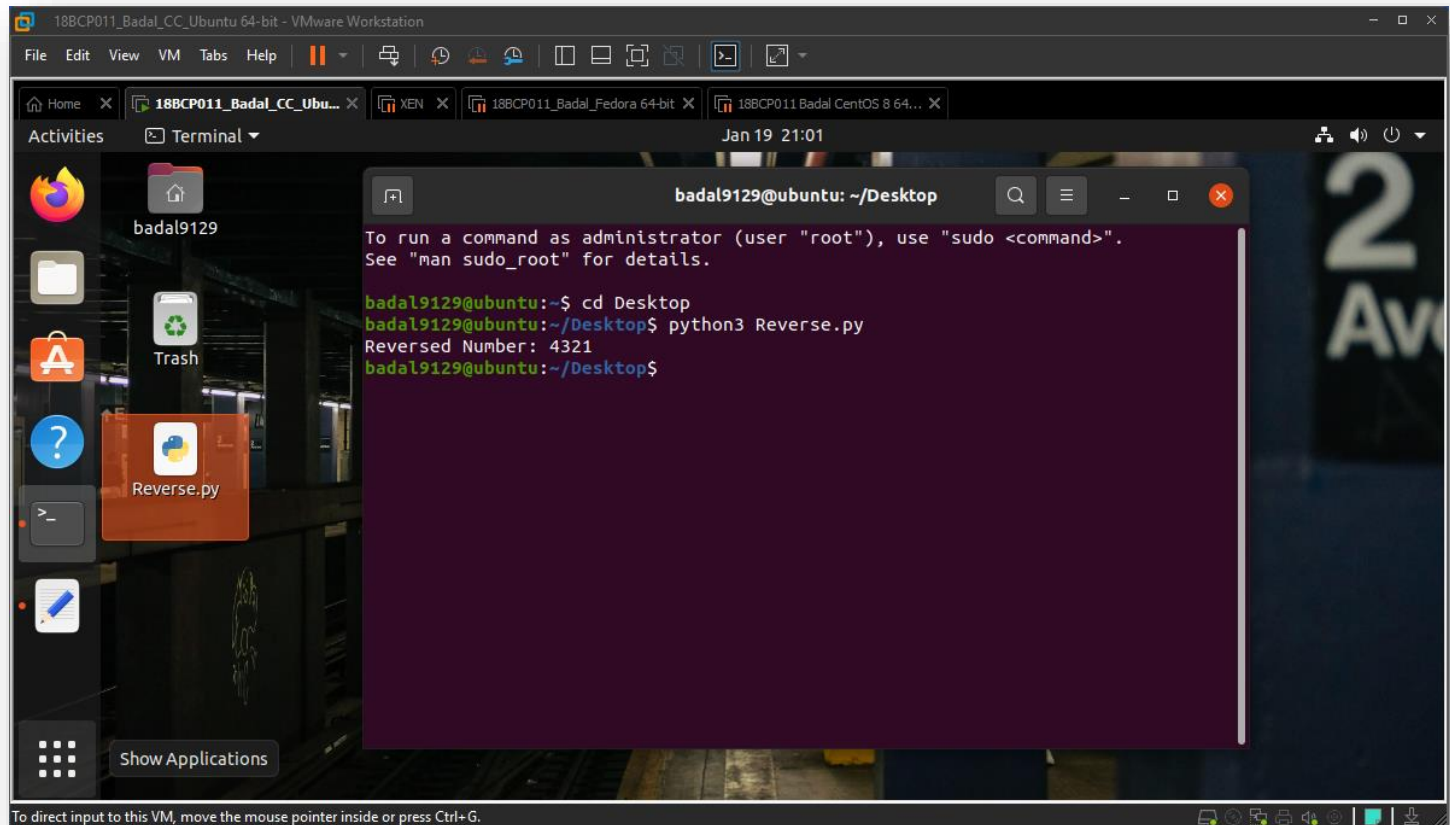 18BCP011_Badal_CC_Ubuntu 64-bit - VMware Workstation
File Edit View VM Tabs Help
Home 18BCP011_Badal_CC_Ubu... XEN 18BCP011_Badal_Fedora 64-bit 18BCP011 Badal CentOS 8 64...
Activities Terminal Jan 19 21:01
badal9129@ubuntu: ~/Desktop
badal9129
To run a command as administrator (user "root"), use "sudo <command>".
See "man sudo_root" for details.
badal9129@ubuntu:~$ cd Desktop
badal9129@ubuntu:~/Desktop$ python3 Reverse.py
Reversed Number: 4321
badal9129@ubuntu:~/Desktop$
Trash
Reverse.py
Show Applications
2
Av
To direct input to this VM, move the mouse pointer inside or press Ctrl+G.